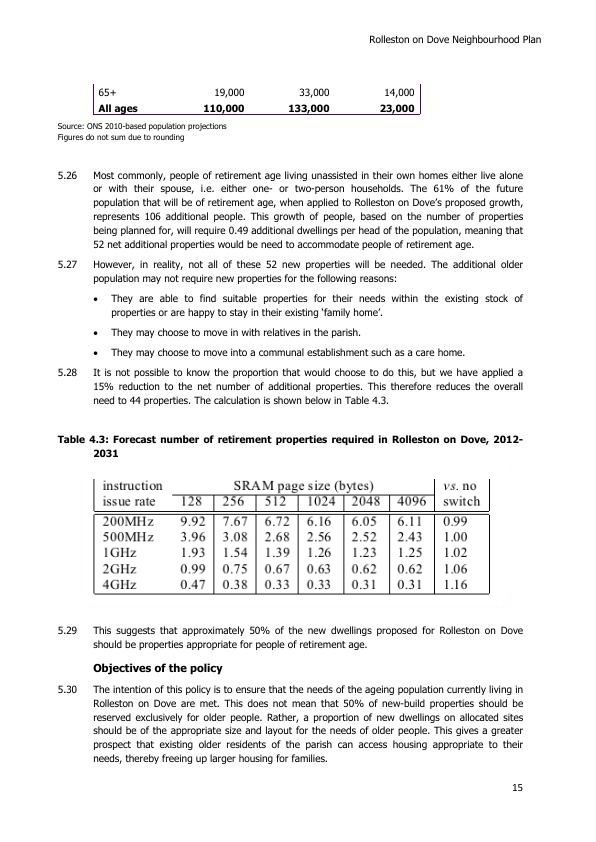 Rolleston on Dove Neighbourhood Plan
65+ 19,000 33,000 14,000
All ages 110,000 133,000 23,000
Source: ONS 2010-based population projections
Figures do not sum due to rounding
5.26 Most commonly, people of retirement age living unassisted in their own homes either live alone
or with their spouse, i.e. either one- or two-person households. The 61% of the future
population that will be of retirement age, when applied to Rolleston on Dove's proposed growth,
represents 106 additional people. This growth of people, based on the number of properties
being planned for, will require 0.49 additional dwellings per head of the population, meaning that
52 net additional properties would be need to accommodate people of retirement age.
5.27 However, in reality, not all of these 52 new properties will be needed. The additional older
population may not require new properties for the following reasons:
• They are able to find suitable properties for their needs within the existing stock of
properties or are happy to stay in their existing 'family home'.
• They may choose to move in with relatives in the parish.
• They may choose to move into a communal establishment such as a care home.
5.28 It is not possible to know the proportion that would choose to do this, but we have applied a
15% reduction to the net number of additional properties. This therefore reduces the overall
need to 44 properties. The calculation is shown below in Table 4.3.
Table 4.3: Forecast number of retirement properties required in Rolleston on Dove, 2012-
2031
instruction SRAM page size (bytes) vs. no
issue rate 128 256 512 1024 2048 4096 switch
200MHz 9.92 7.67 6.72 6.16 6.05 6.11 0.99
500MHz 3.96 3.08 2.68 2.56 2.52 2.43 1.00
1GHz 1.93 1.54 1.39 1.26 1.23 1.25 1.02
2GHz 0.99 0.75 0.67 0.63 0.62 0.62 1.06
4GHz 0.47 0.38 0.33 0.33 0.31 0.31 1.16
5.29 This suggests that approximately 50% of the new dwellings proposed for Rolleston on Dove
should be properties appropriate for people of retirement age.
Objectives of the policy
5.30 The intention of this policy is to ensure that the needs of the ageing population currently living in
Rolleston on Dove are met. This does not mean that 50% of new-build properties should be
reserved exclusively for older people. Rather, a proportion of new dwellings on allocated sites
should be of the appropriate size and layout for the needs of older people. This gives a greater
prospect that existing older residents of the parish can access housing appropriate to their
needs, thereby freeing up larger housing for families.
15